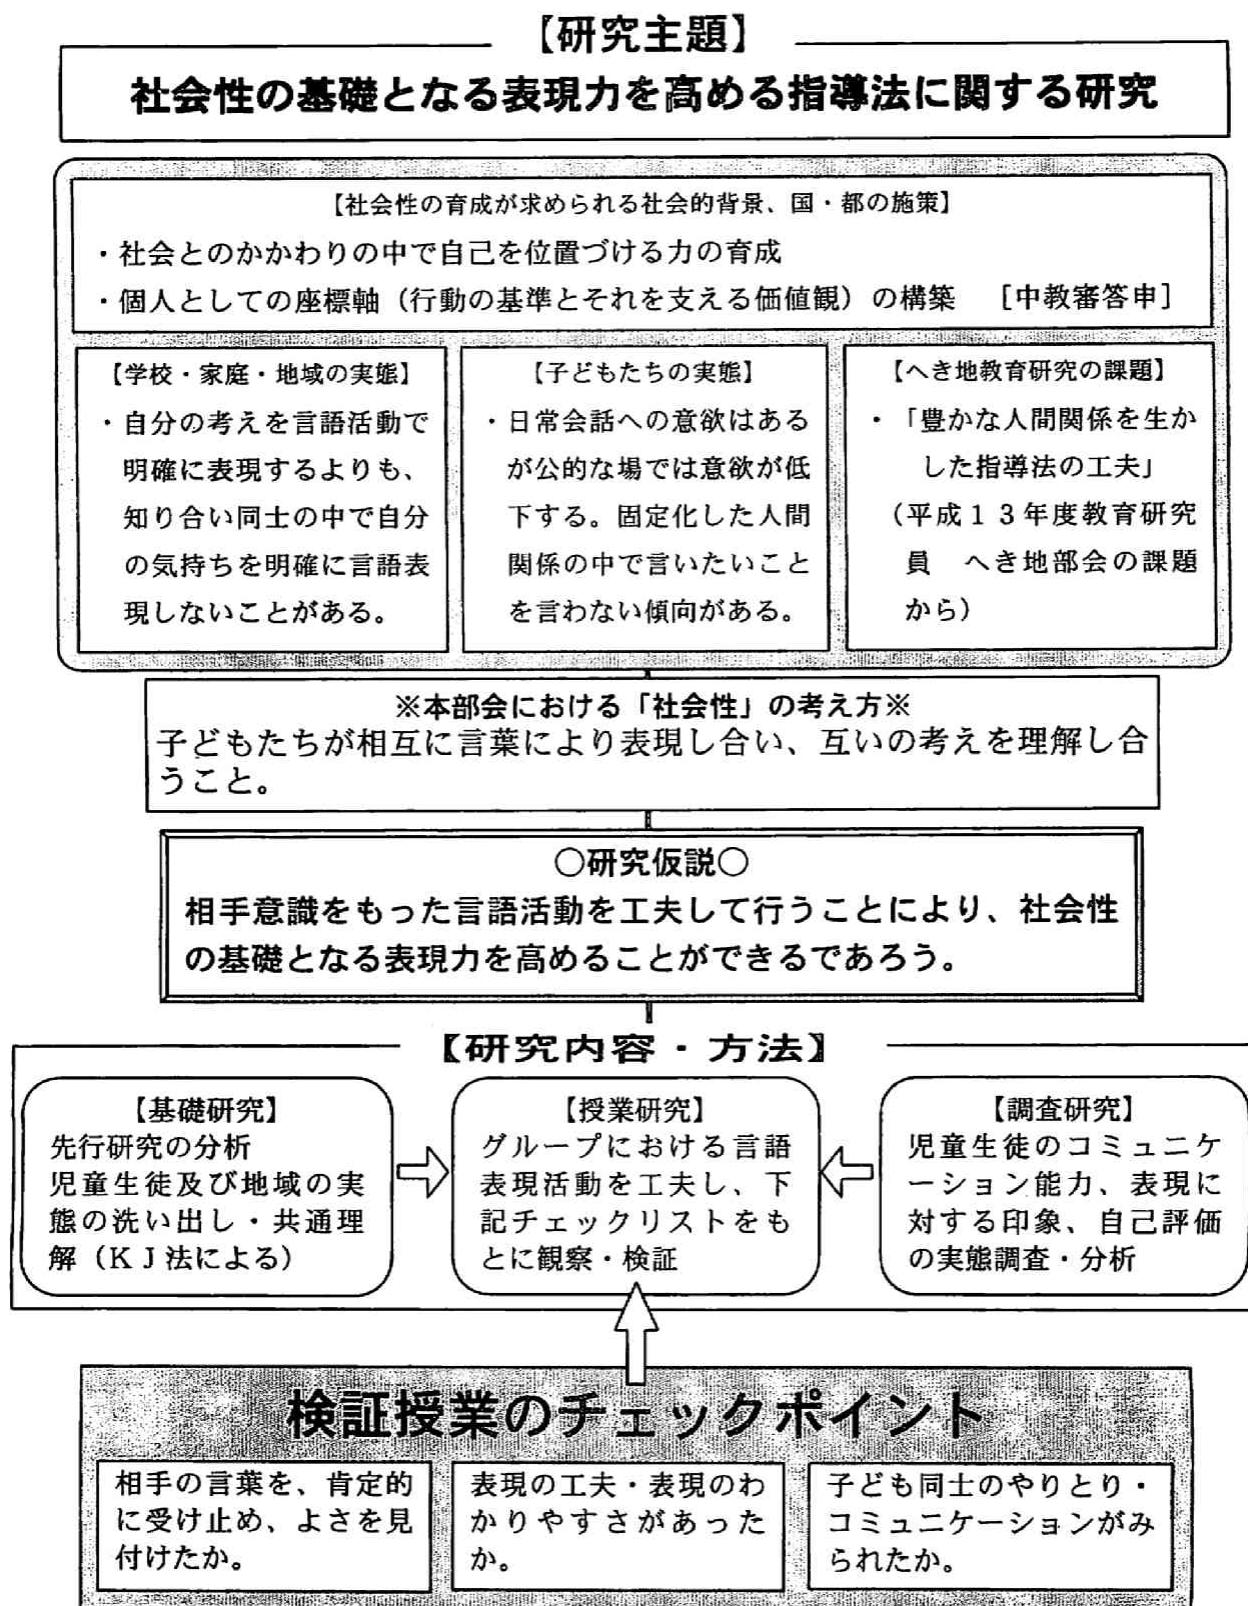 【研究主題】
社会性の基礎となる表現力を高める指導法に関する研究
【社会性の育成が求められる社会的背景、国・都の施策】
・社会とのかかわりの中で自己を位置づける力の育成
・個人としての座標軸（行動の基準とそれを支える価値観）の構築　［中教審答申］
【学校・家庭・地域の実態】
・自分の考えを言語活動で
明確に表現するよりも、
知り合い同士の中で自分
の気持ちを明確に言語表
現しないことがある。
【子どもたちの実態】
・日常会話への意欲はある
が公的な場では意欲が低
下する。固定化した人間
関係の中で言いたいこと
を言わない傾向がある。
【へき地教育研究の課題】
・「豊かな人間関係を生か
した指導法の工夫」
（平成１３年度教育研究
員　へき地部会の課題
から）
※本部会における「社会性」の考え方※
子どもたちが相互に言葉により表現し合い、互いの考えを理解し合
うこと。
○研究仮説○
相手意識をもった言語活動を工夫して行うことにより、社会性
の基礎となる表現力を高めることができるであろう。
【研究内容・方法】
【基礎研究】
先行研究の分析
児童生徒及び地域の実
態の洗い出し・共通理
解（ＫＪ法による）
【授業研究】
グループにおける言語
表現活動を工夫し、下
記チェックリストをも
とに観察・検証
【調査研究】
児童生徒のコミュニケ
ーション能力、表現に
対する印象、自己評価
の実態調査・分析
検証授業のチェックポイント
相手の言葉を、肯定的
に受け止め、よさを見
付けたか。
表現の工夫・表現のわ
かりやすさがあった
か。
子ども同士のやりとり・
コミュニケーションがみ
られたか。